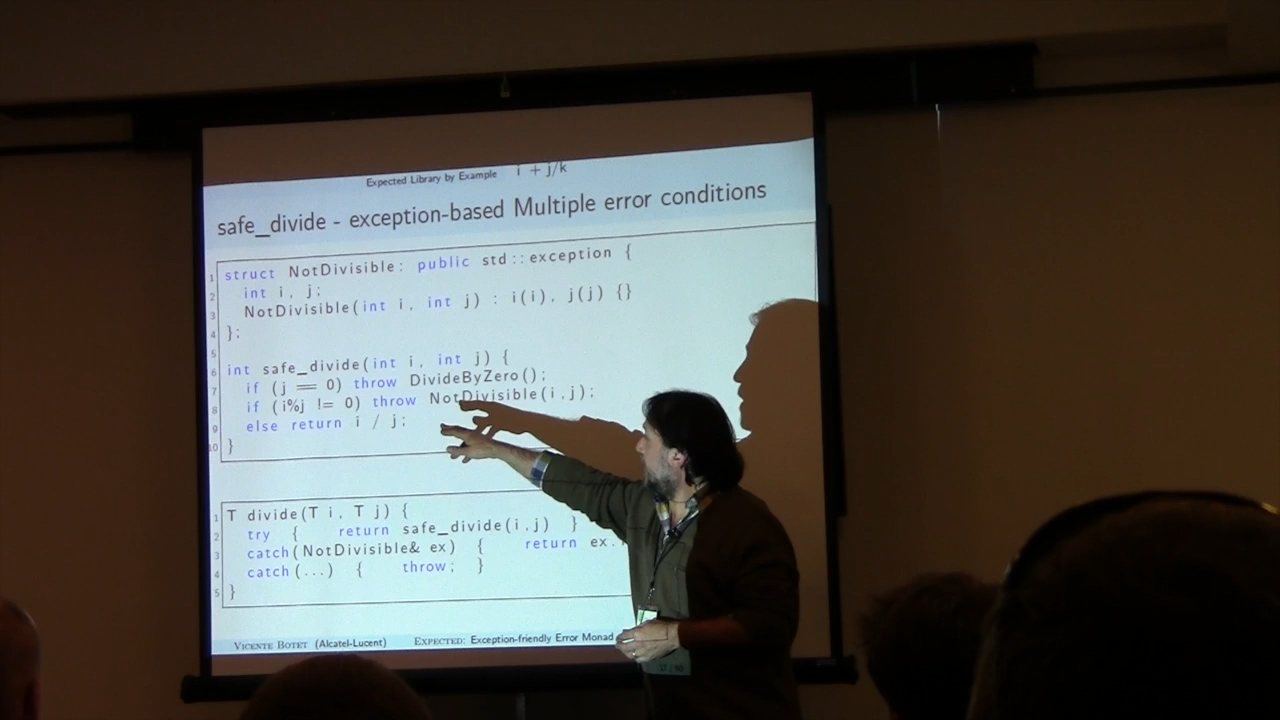 Expected Library by Example i + j/k
safe_divide - exception-based Multiple error conditions
1 struct NotDivisible: public std::exception {
2 int i, j;
3 NotDivisible(int i, int j) : i(i), j(j) {}
4 };
5
6 int safe_divide(int i, int j) {
7 if (j == 0) throw DivideByZero();
8 if (i%j != 0) throw NotDivisible(i,j);
9 else return i / j;
10 }
1 T divide(T i, T j) {
2 try { return safe_divide(i,j) }
3 catch(NotDivisible& ex) { return ex.
4 catch(...) { throw; }
5 }
Vicente Botet (Alcatel-Lucent) Expected: Exception-friendly Error Monad